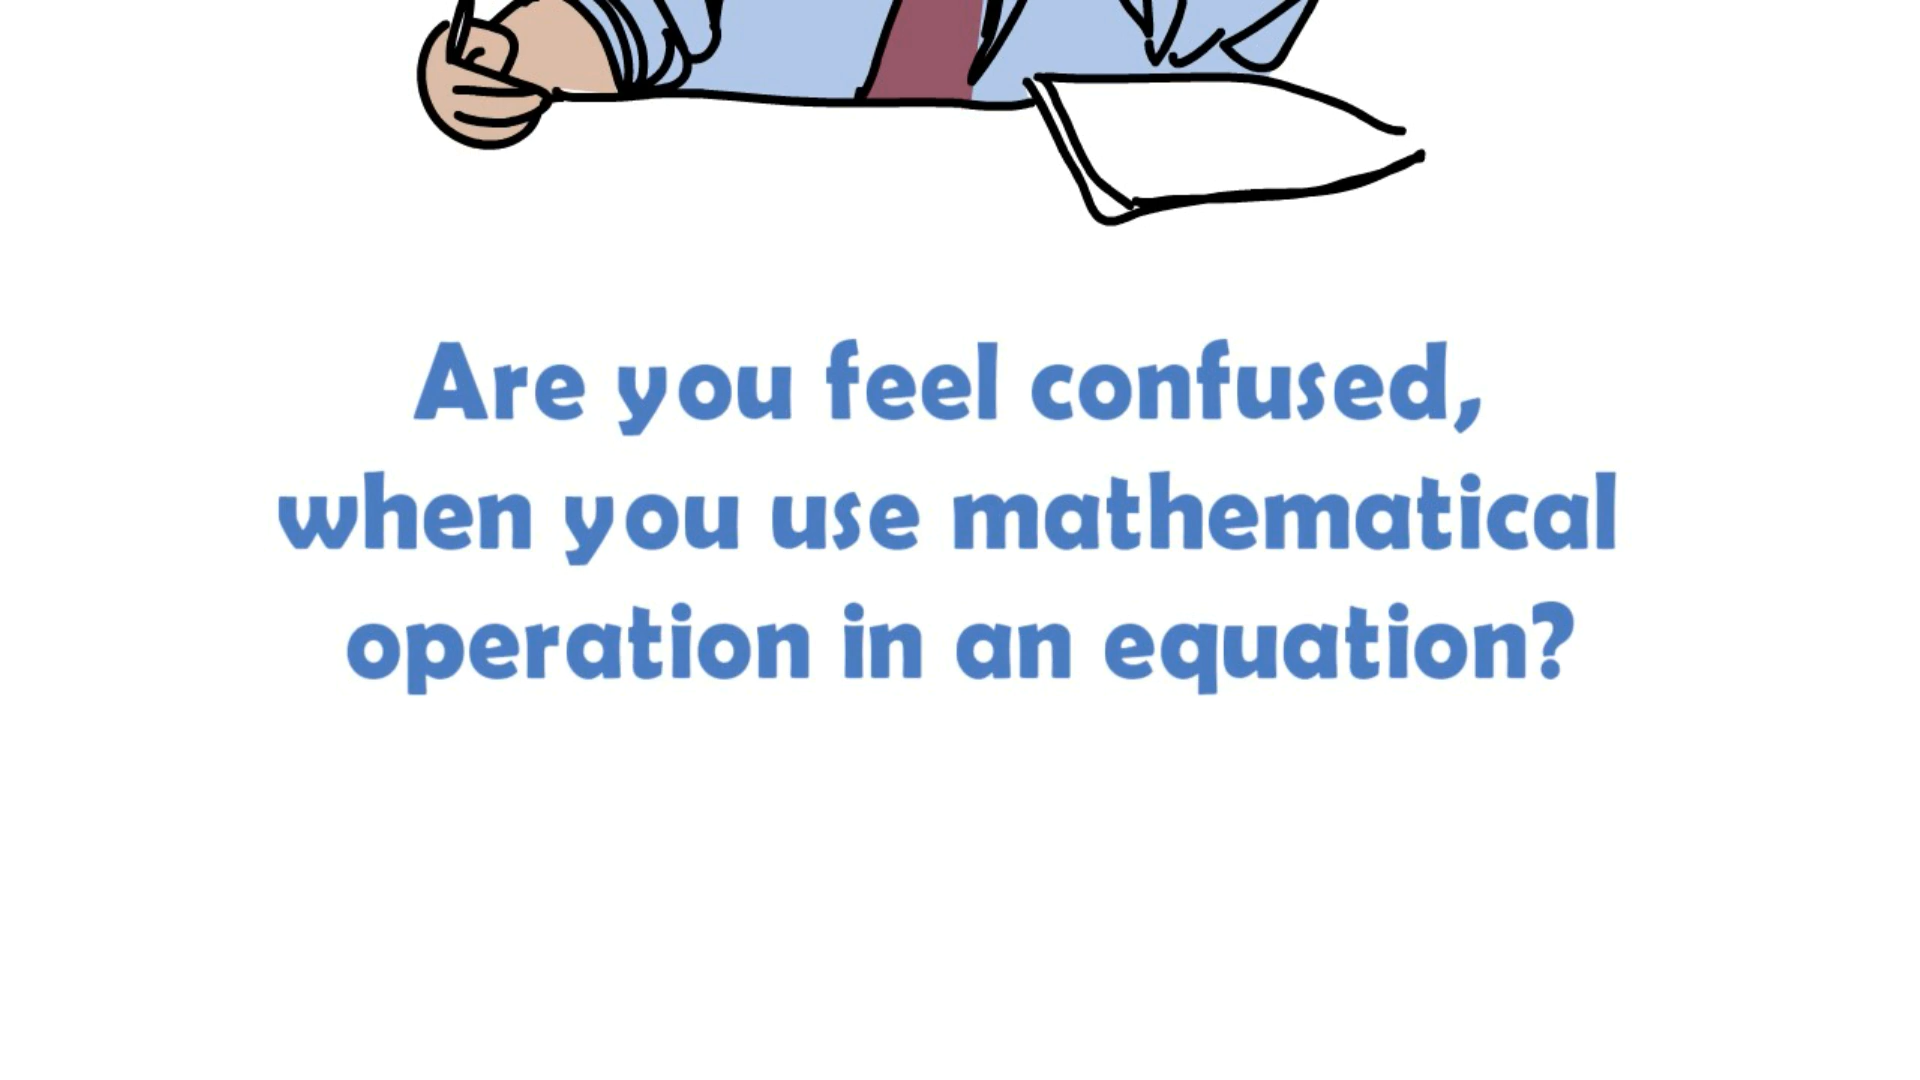 Are you feel confused,
when you use mathematical
operation in an equation?